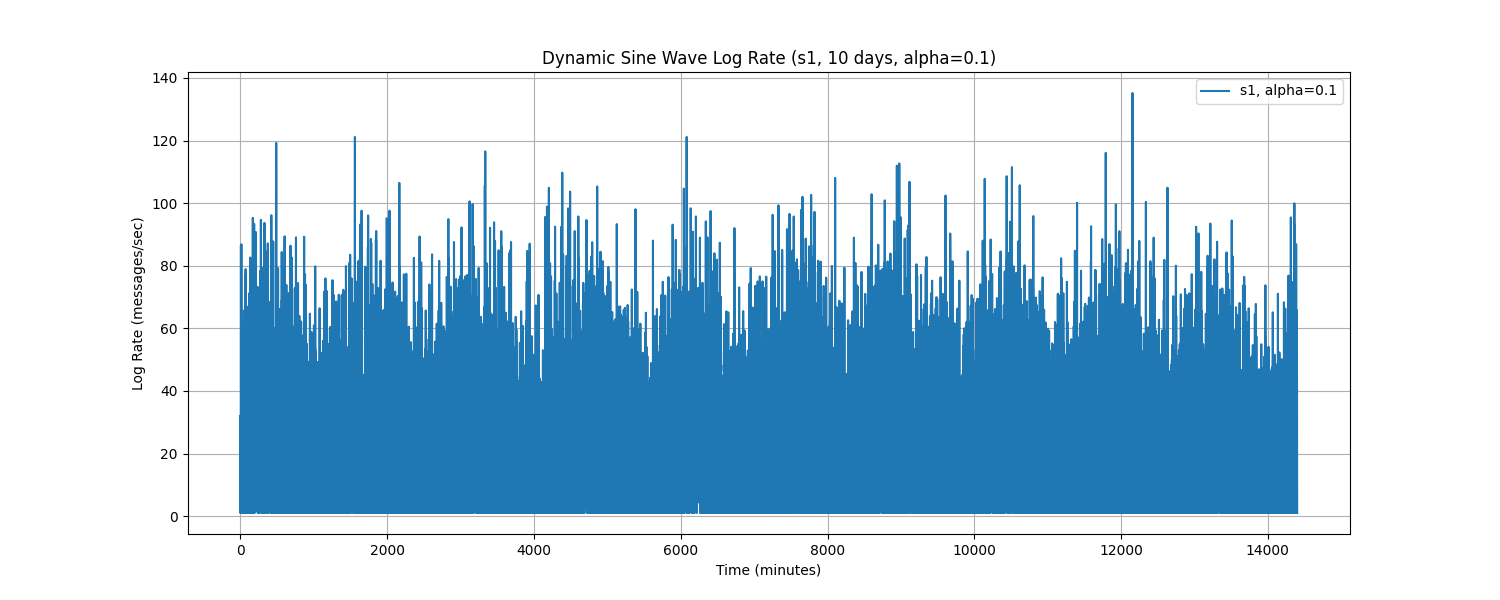 Dynamic Sine Wave Log Rate (s1, 10 days, alpha=0.1)
s1, alpha=0.1
140
120
100
80
60
40
20
0
Log Rate (messages/sec)
0 2000 4000 6000 8000 10000 12000 14000
Time (minutes)